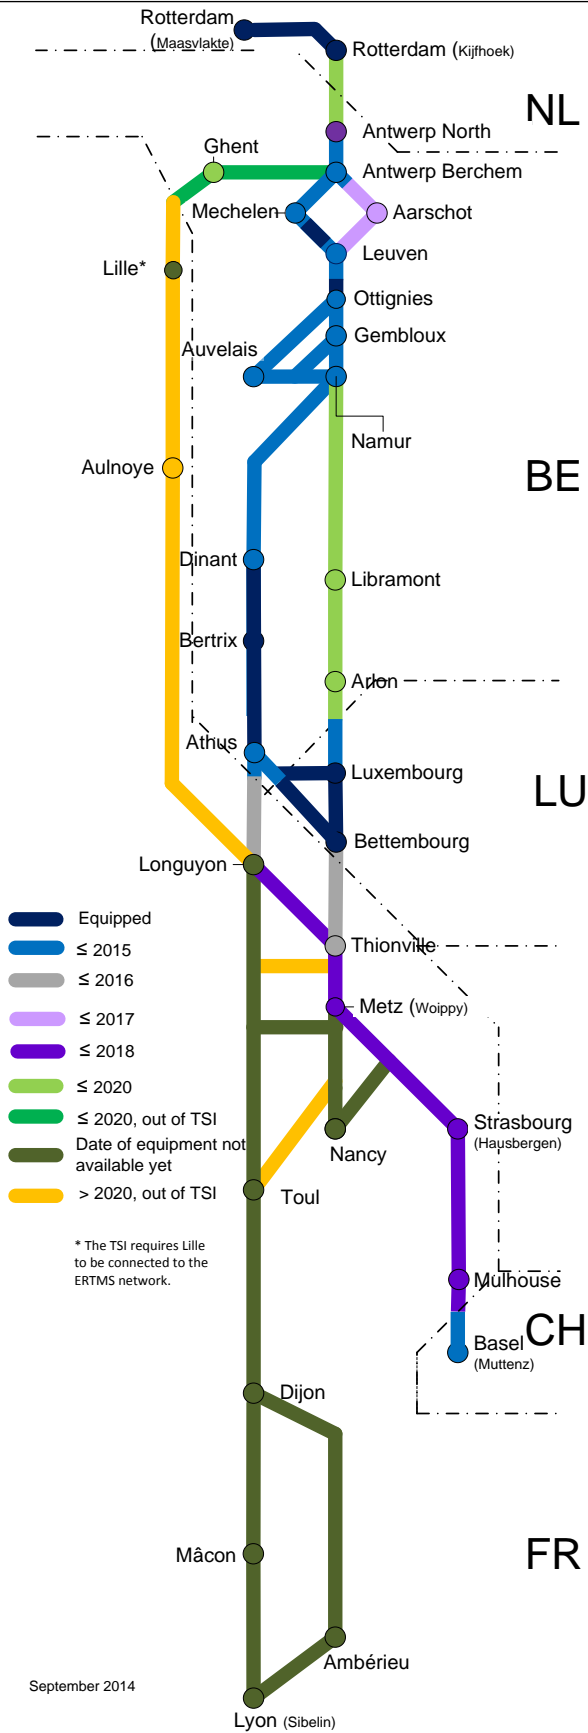 Rotterdam
(Maasvlakte)
Rotterdam (Kijfhoek)
NL
Antwerp North
Ghent
Antwerp Berchem
Mechelen
Aarschot
Leuven
Lille*
Ottignies
Gembloux
Auvelais
Namur
Aulnoye
BE
Dinant
Libramont
Bertrix
Arlon
Athus
Luxembourg
LU
Bettembourg
Longuyon
Equipped
≤ 2015
Thionville
≤ 2016
Metz (Woippy)
≤ 2017
≤ 2018
≤ 2020
≤ 2020, out of TSI
Strasbourg
(Hausbergen)
Date of equipment not
available yet
Nancy
> 2020, out of TSI
Toul
* The TSI requires Lille
to be connected to the
ERTMS network.
Mulhouse
CH
Basel
(Muttenz)
Dijon
Mâcon
FR
Ambérieu
September 2014
Lyon (Sibelin)